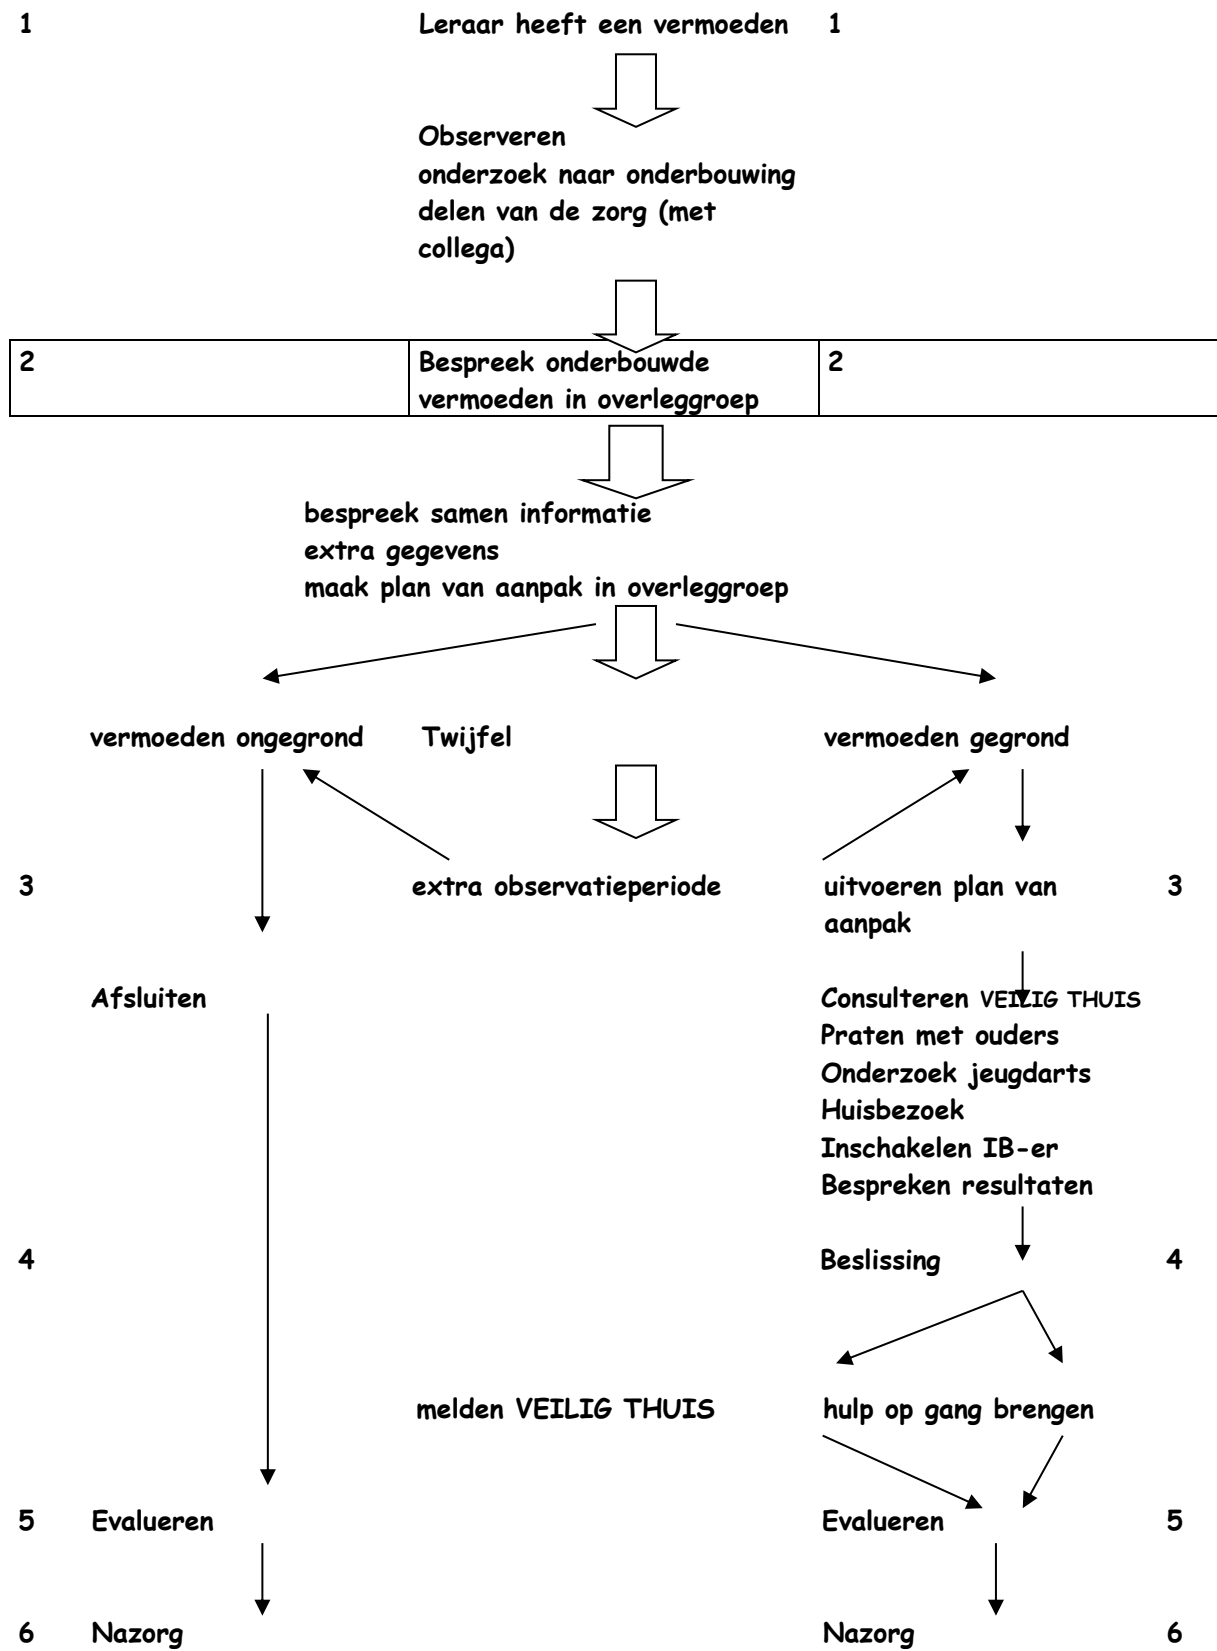 1 Leraar heeft een vermoeden 1
Observeren
onderzoek naar onderbouwing
delen van de zorg (met
collega)
2 Bespreek onderbouwde 2
vermoeden in overleggroep
bespreek samen informatie
extra gegevens
maak plan van aanpak in overleggroep
vermoeden ongegrond Twijfel vermoeden gegrond
3 extra observatieperiode uitvoeren plan van 3
aanpak
Afsluiten Consulteren VEILIG THUIS
Praten met ouders
Onderzoek jeugdarts
Huisbezoek
Inschakelen IB-er
Bespreken resultaten
4 Beslissing 4
melden VEILIG THUIS hulp op gang brengen
5 Evalueren Evalueren 5
6 Nazorg Nazorg 6